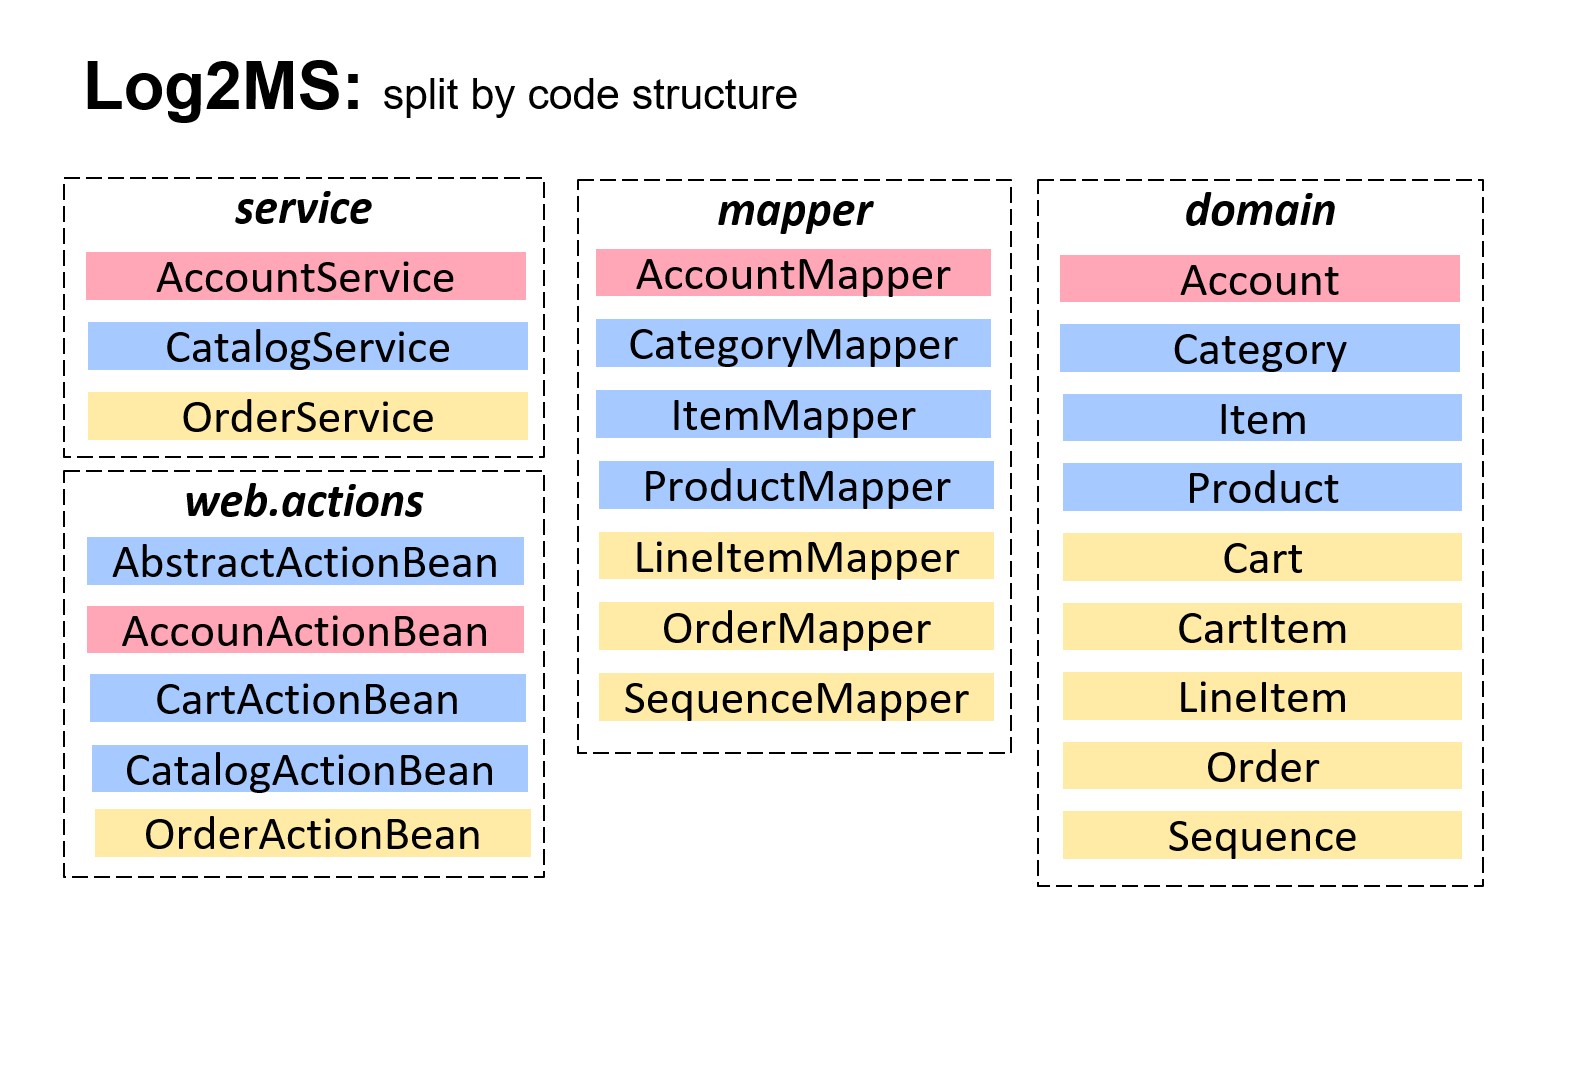 Log2MS: split by code structure
service
AccountService
CatalogService
OrderService
web.actions
AbstractActionBean
AccounActionBean
CartActionBean
CatalogActionBean
OrderActionBean
mapper
AccountMapper
CategoryMapper
ItemMapper
ProductMapper
LineItemMapper
OrderMapper
SequenceMapper
domain
Account
Category
Item
Product
Cart
CartItem
LineItem
Order
Sequence